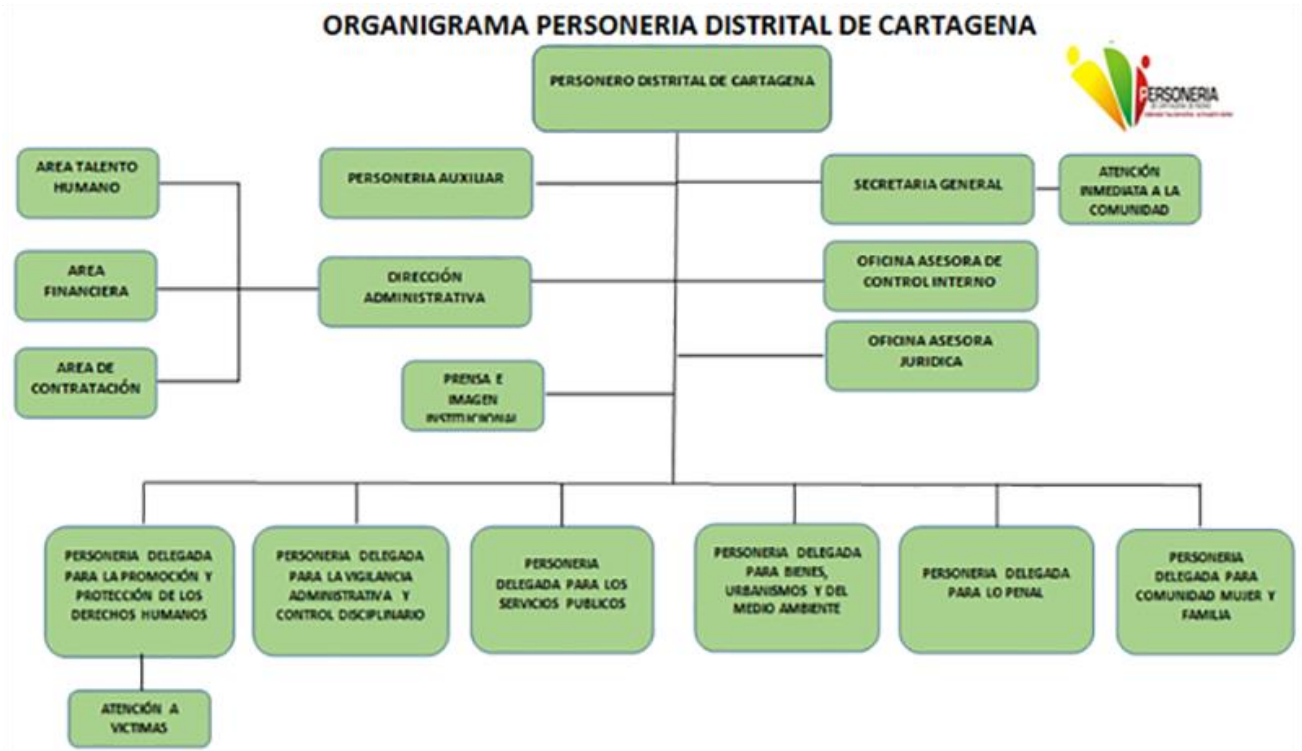 ORGANIGRAMA PERSONERIA DISTRITAL DE CARTAGENA
PERSONERO DISTRITAL DE CARTAGENA
PERSONERIA
AREA TALENTO
HUMANO
PERSONERIA AUXILIAR
SECRETARIA GENERAL
ATENCIÓN
INMEDIATA A LA
COMUNIDAD
AREA
FINANCIERA
DIRECCIÓN
ADMINISTRATIVA
OFICINA ASESORA DE
CONTROL INTERNO
AREA DE
CONTRATACIÓN
PRENSA E
IMAGEN
INSTITUCIONAL
OFICINA ASESORA
JURIDICA
PERSONERIA DELEGADA
PARA LA PROMOCIÓN Y
PROTECCIÓN DE LOS
DERECHOS HUMANOS
PERSONERIA DELEGADA
PARA LA VIGILANCIA
ADMINISTRATIVA Y
CONTROL DISCIPLINARIO
PERSONERIA
DELEGADA PARA LOS
SERVICIOS PUBLICOS
PERSONERIA DELEGADA
PARA BIENES,
URBANISMOS Y DEL
MEDIO AMBIENTE
PERSONERIA DELEGADA
PARA LO PENAL
PERSONERIA
DELEGADA PARA
COMUNIDAD MUJER Y
FAMILIA
ATENCIÓN A
VICTIMAS